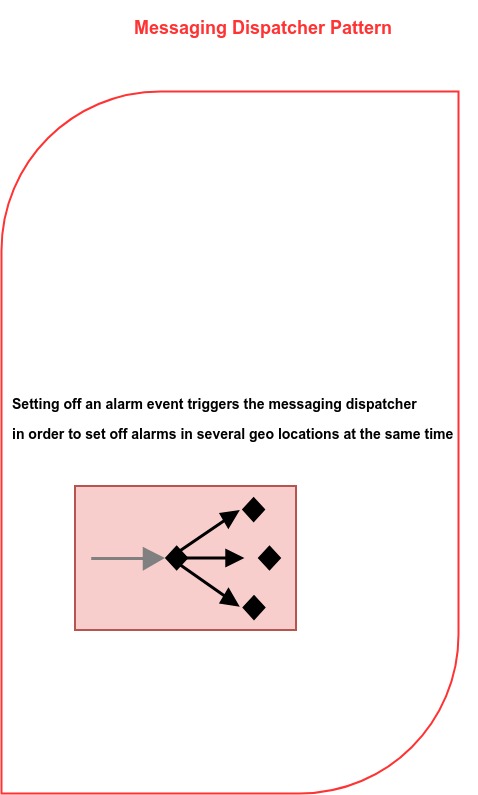 Messaging Dispatcher Pattern
Setting off an alarm event triggers the messaging dispatcher
in order to set off alarms in several geo locations at the same time